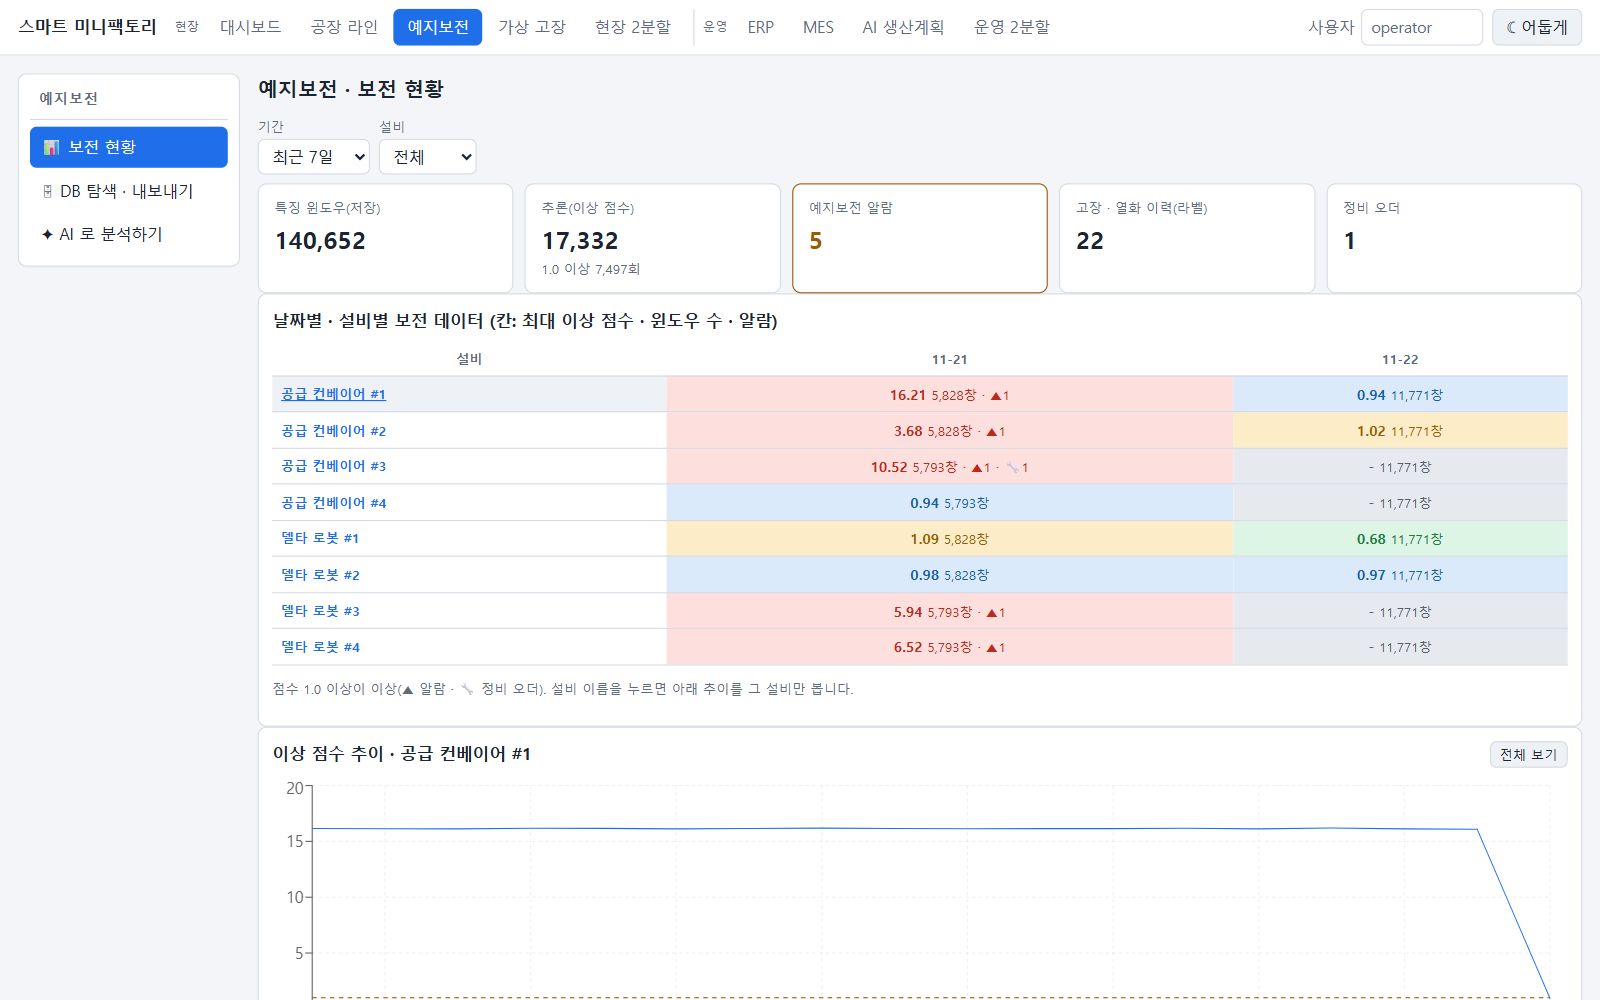 스마트 미니팩토리 현장 대시보드 공장 라인 예지보전 가상 고장 현장 2분할 운영 ERP MES AI 생산계획 운영 2분할 사용자 operator ☾ 어둡게
예지보전
📊 보전 현황
🗄 DB 탐색 · 내보내기
✦ AI 로 분석하기
예지보전 · 보전 현황
기간 설비
최근 7일 전체
특징 윈도우(저장)
140,652
추론(이상 점수)
17,332
1.0 이상 7,497회
예지보전 알람
5
고장 · 열화 이력(라벨)
22
정비 오더
1
날짜별 · 설비별 보전 데이터 (칸: 최대 이상 점수 · 윈도우 수 · 알람)
설비 11-21 11-22
공급 컨베이어 #1 16.21 5,828창 · ▲1 0.94 11,771창
공급 컨베이어 #2 3.68 5,828창 · ▲1 1.02 11,771창
공급 컨베이어 #3 10.52 5,793창 · ▲1 · 🔧1 - 11,771창
공급 컨베이어 #4 0.94 5,793창 - 11,771창
델타 로봇 #1 1.09 5,828창 0.68 11,771창
델타 로봇 #2 0.98 5,828창 0.97 11,771창
델타 로봇 #3 5.94 5,793창 · ▲1 - 11,771창
델타 로봇 #4 6.52 5,793창 · ▲1 - 11,771창
점수 1.0 이상이 이상(▲ 알람 · 🔧 정비 오더). 설비 이름을 누르면 아래 추이를 그 설비만 봅니다.
이상 점수 추이 · 공급 컨베이어 #1 전체 보기
20
15
10
5